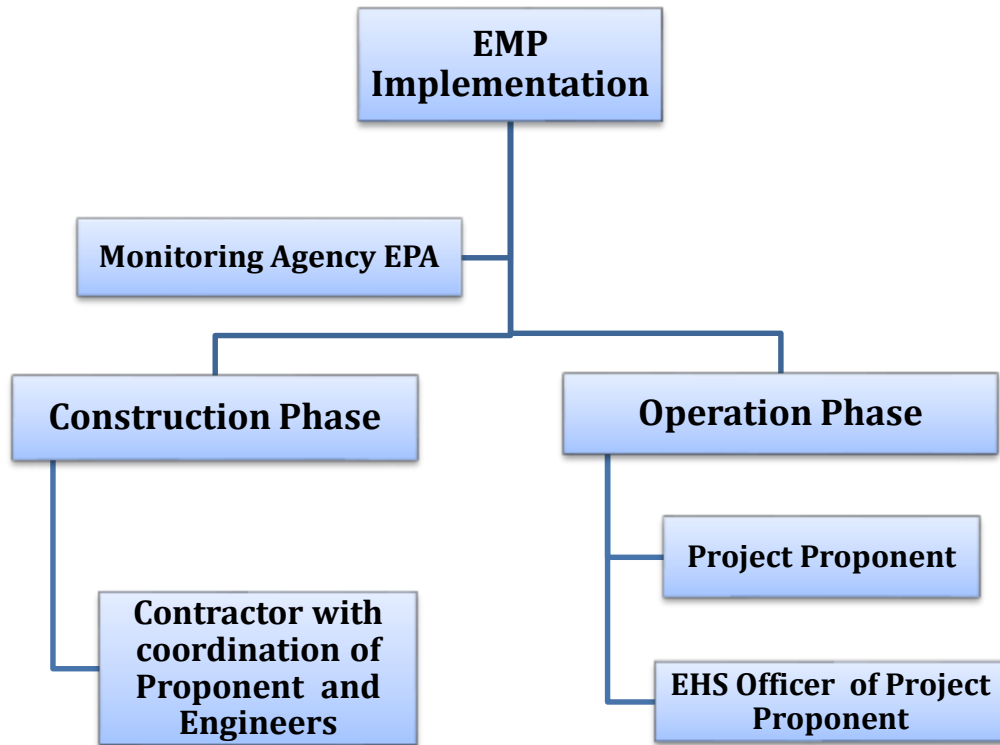 EMP
Implementation
Monitoring Agency EPA
Construction Phase
Operation Phase
Project Proponent
Contractor with
coordination of
Proponent and
Engineers
EHS Officer of Project
Proponent